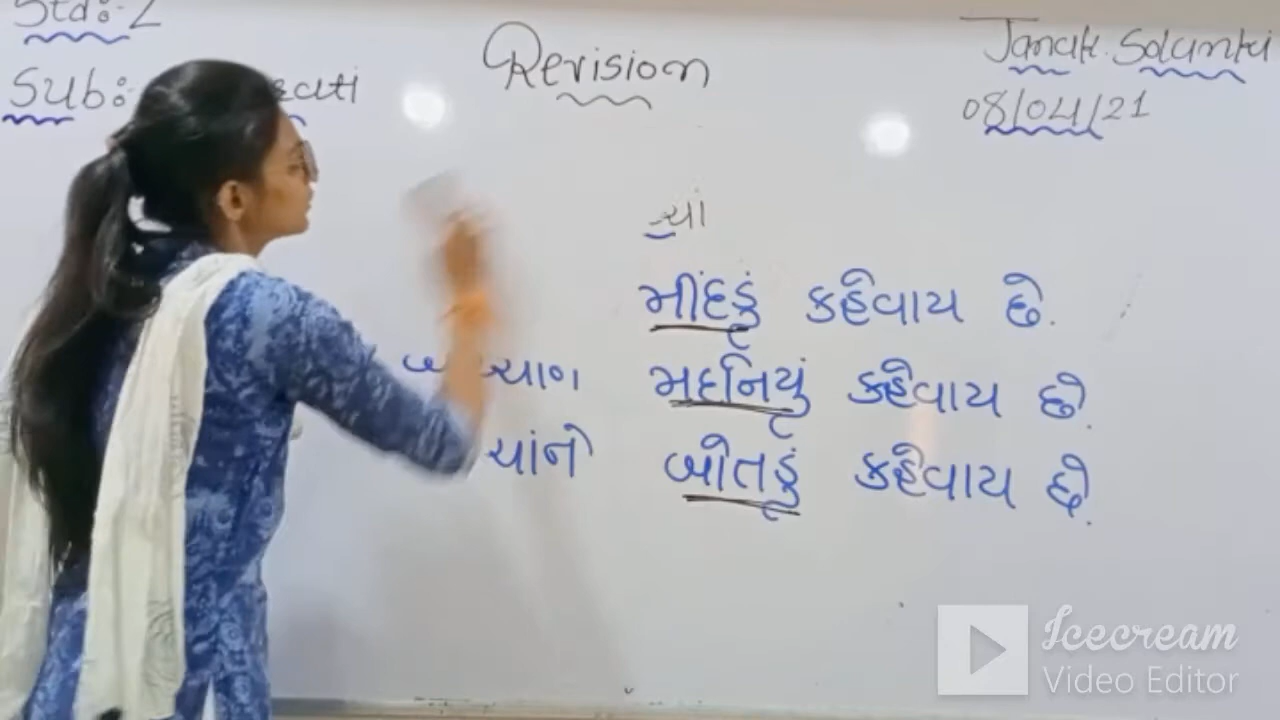 Std:- 2
Revision
Janak. Solanki
Sub:
08/04/21
ચાં
મીંદડું કહેવાય છે.
મદનિયું કહેવાય છે.
ચાંને બોતડું કહેવાય છે.
Icecream
Video Editor